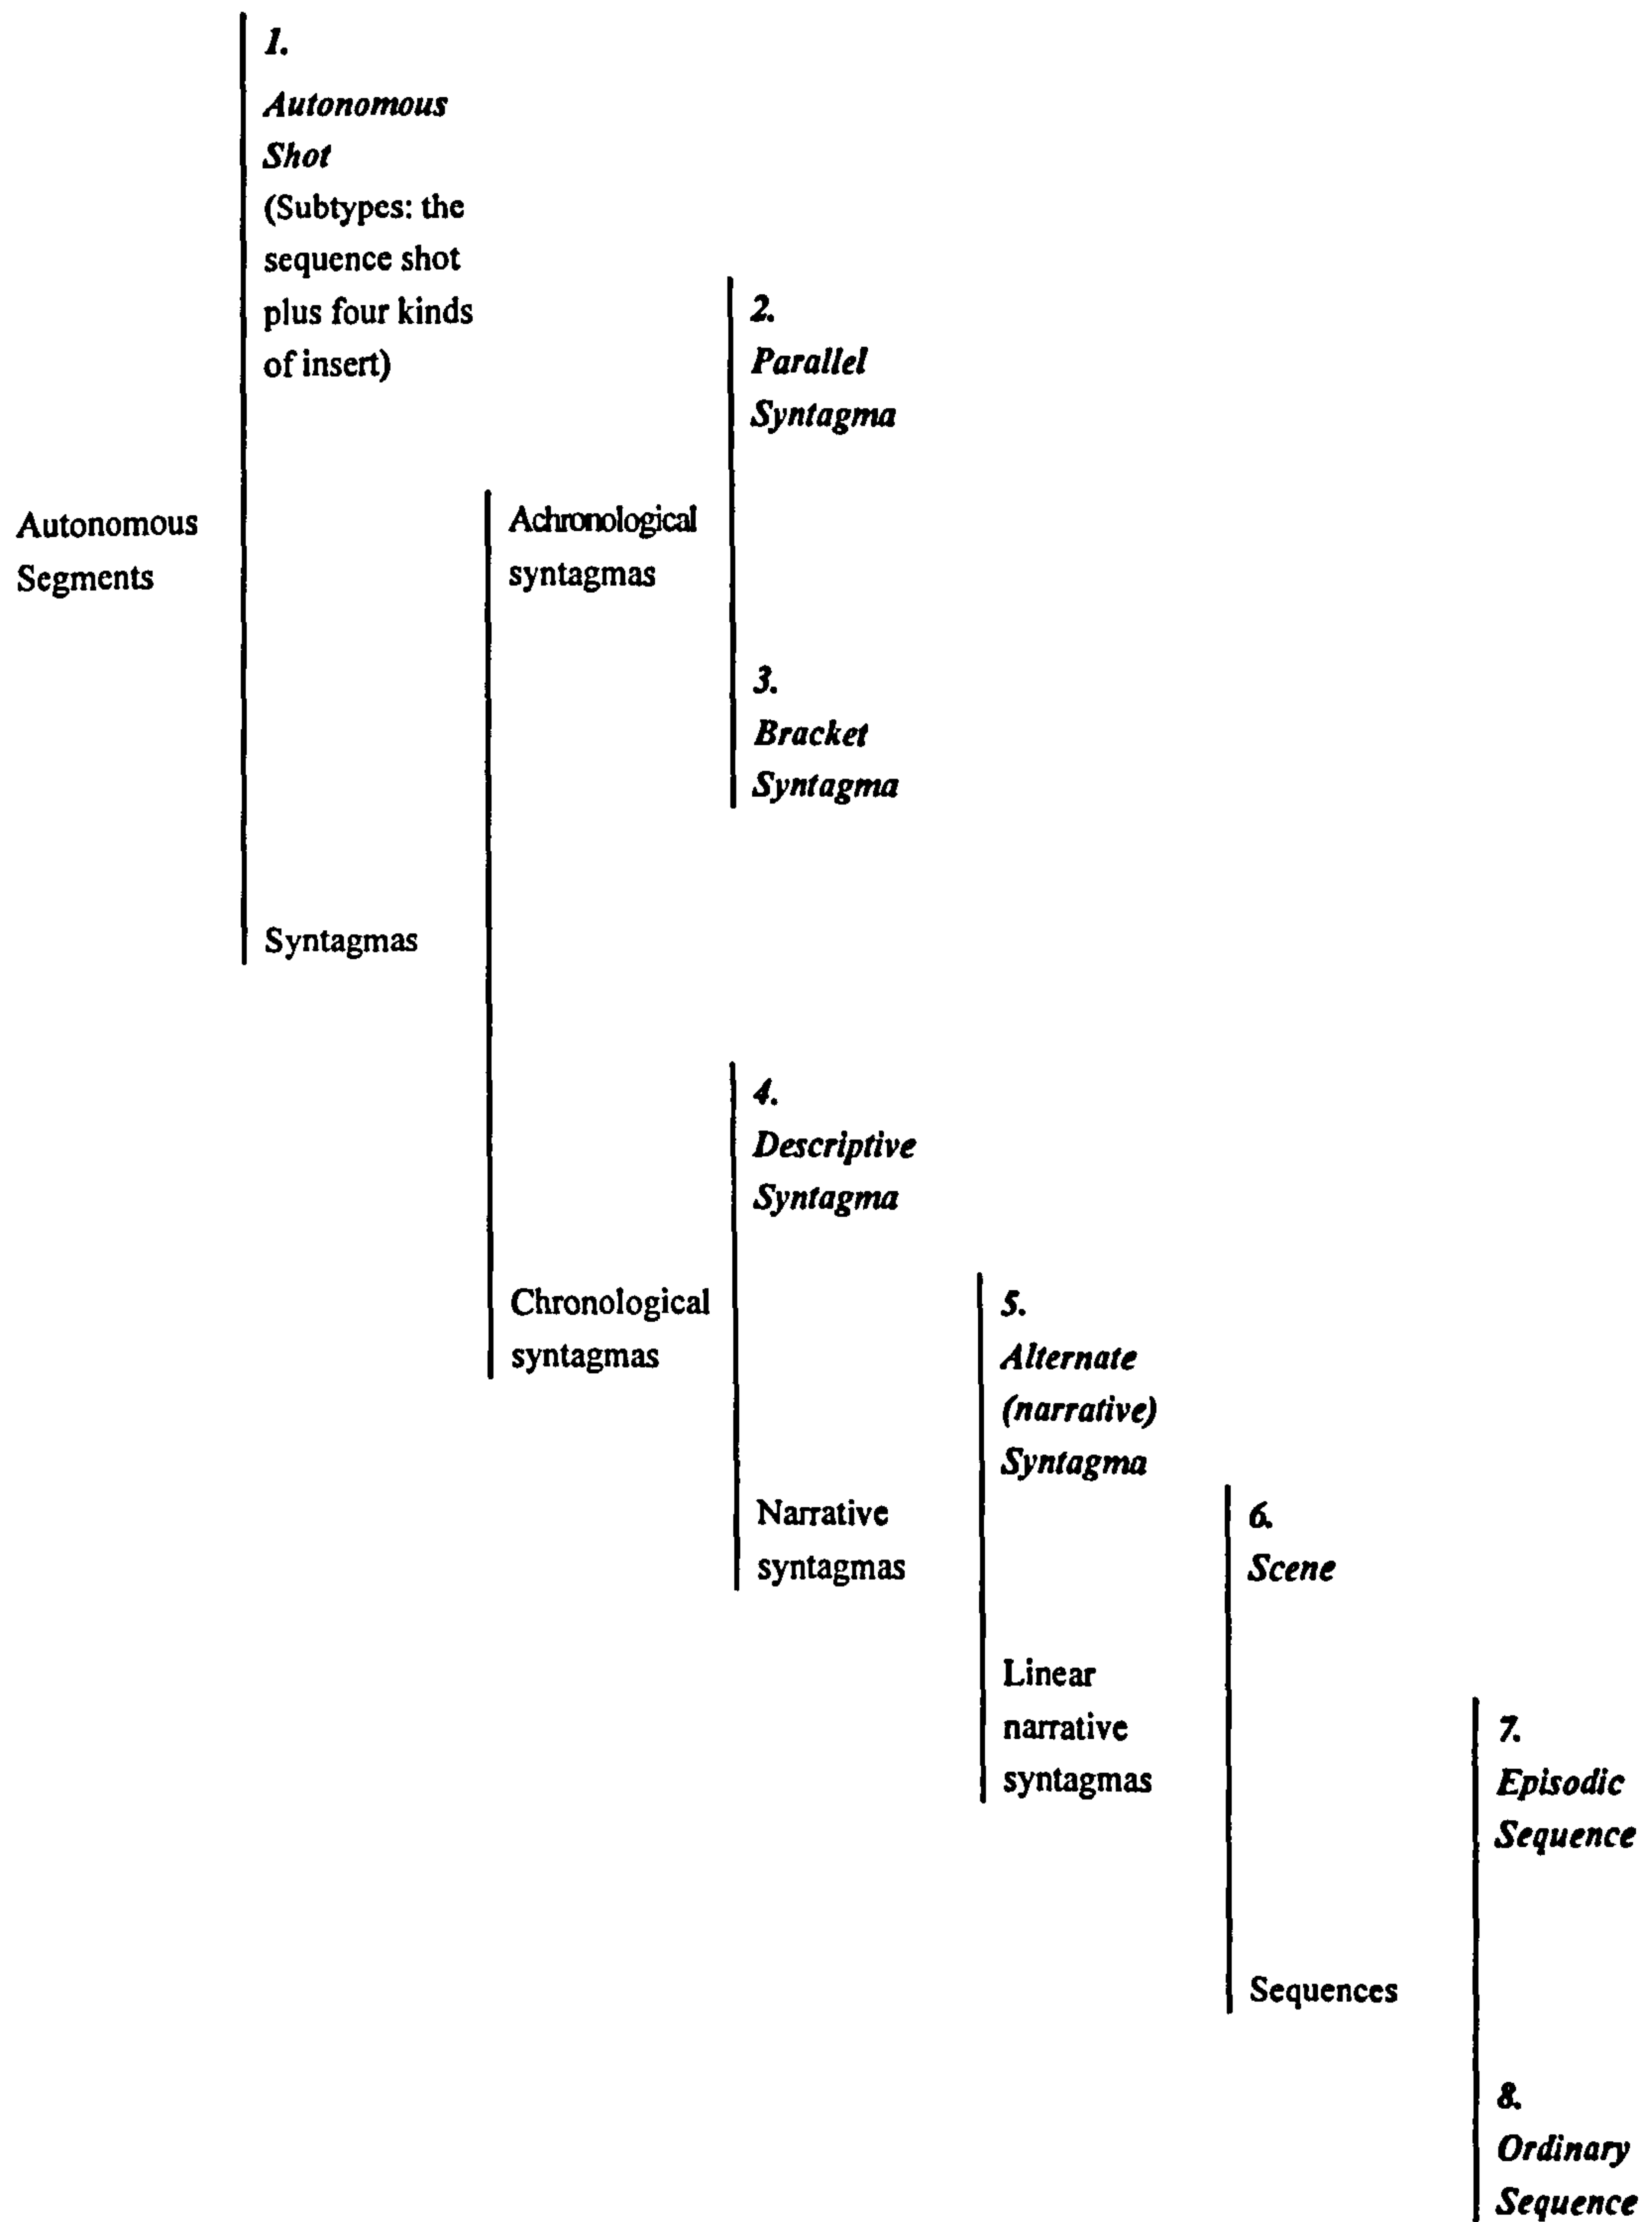 1.
Autonomous
Shot
(Subtypes: the
sequence shot
plus four kinds
of insert)
2.
Parallel
Syntagma
Autonomous
Segments
Achronological
syntagmas
3.
Bracket
Syntagma
Syntagmas
4.
Descriptive
Syntagma
Chronological
syntagmas
5.
Alternate
(narrative)
Syntagma
Narrative
syntagmas
6.
Scene
Linear
narrative
syntagmas
7.
Episodic
Sequence
Sequences
8.
Ordinary
Sequence